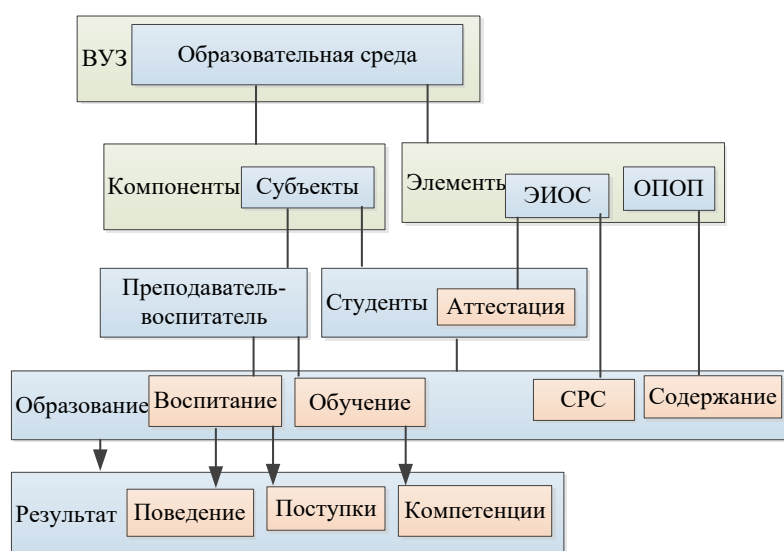 ВУЗ
Образовательная среда
Компоненты
Субъекты
Элементы
ЭИОС
ОПОП
Преподаватель-
воспитатель
Студенты
Аттестация
Образование
Воспитание
Обучение
СРС
Содержание
Результат
Поведение
Поступки
Компетенции